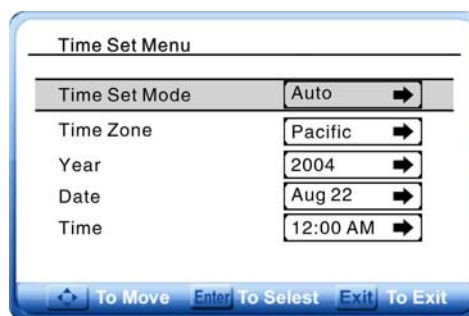 Time Set Menu
Time Set Mode Auto
Time Zone Pacific
Year 2004
Date Aug 22
Time 12:00 AM
To Move Enter To Selest Exit To Exit